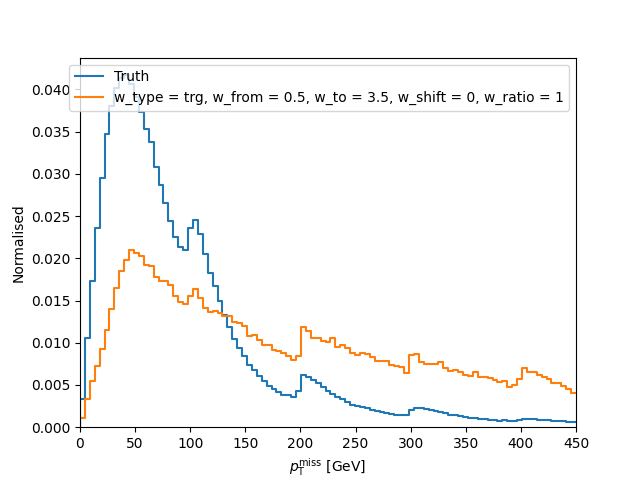 Truth
w_type = trg, w_from = 0.5, w_to = 3.5, w_shift = 0, w_ratio = 1
0.040
0.035
0.030
0.025
0.020
0.015
0.010
0.005
0.000
Normalised
0 50 100 150 200 250 300 350 400 450
p_T^miss [GeV]